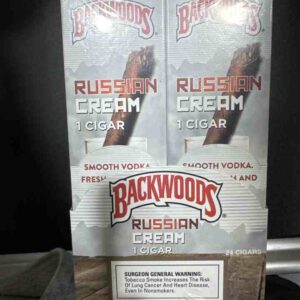 BACKWOODS
RUSSIAN
CREAM
1 CIGAR
SMOOTH VODKA,
FRESH
BACKWOODS
RUSSIAN
CREAM
1 CIGAR
SMOOTH VODKA,
AND
BACKWOODS
RUSSIAN
CREAM
1 CIGAR
24 CIGARS
SURGEON GENERAL WARNING:
Tobacco Smoke Increases The Risk
Of Lung Cancer And Heart Disease,
Even In Nonsmokers.